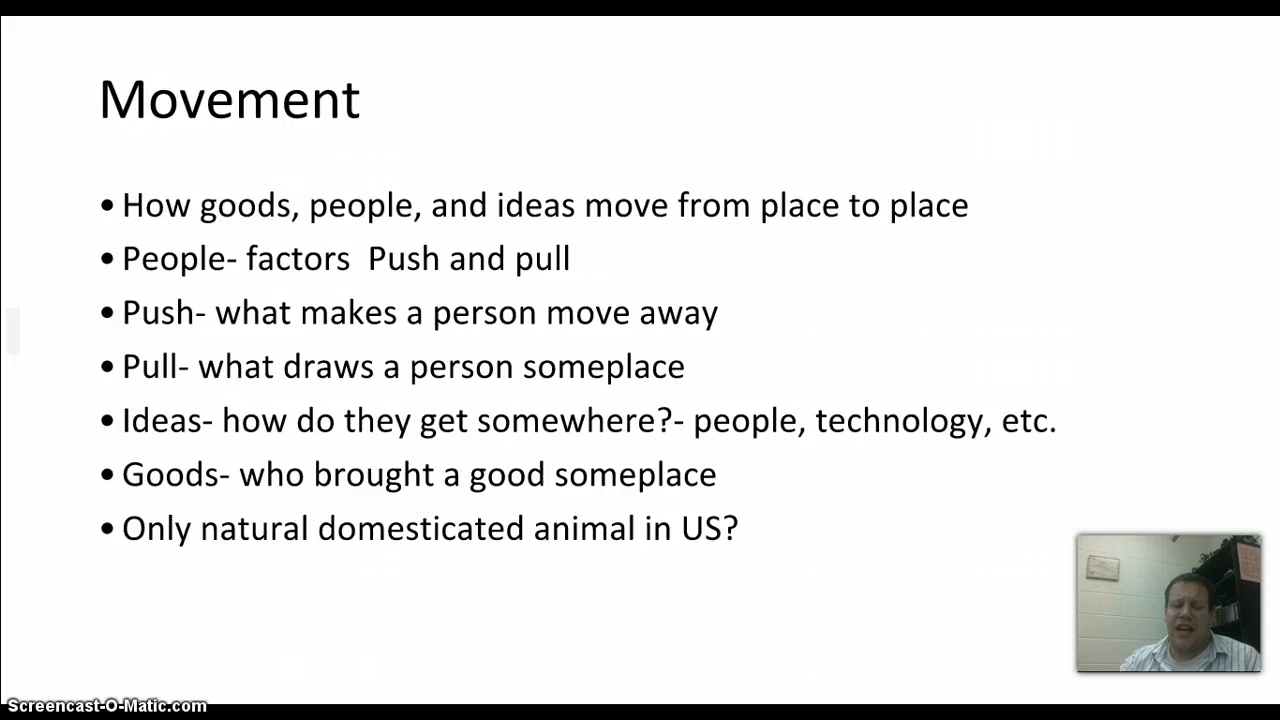 Movement
• How goods, people, and ideas move from place to place
• People- factors  Push and pull
• Push- what makes a person move away
• Pull- what draws a person someplace
• Ideas- how do they get somewhere?- people, technology, etc.
• Goods- who brought a good someplace
• Only natural domesticated animal in US?
Screencast-O-Matic.com